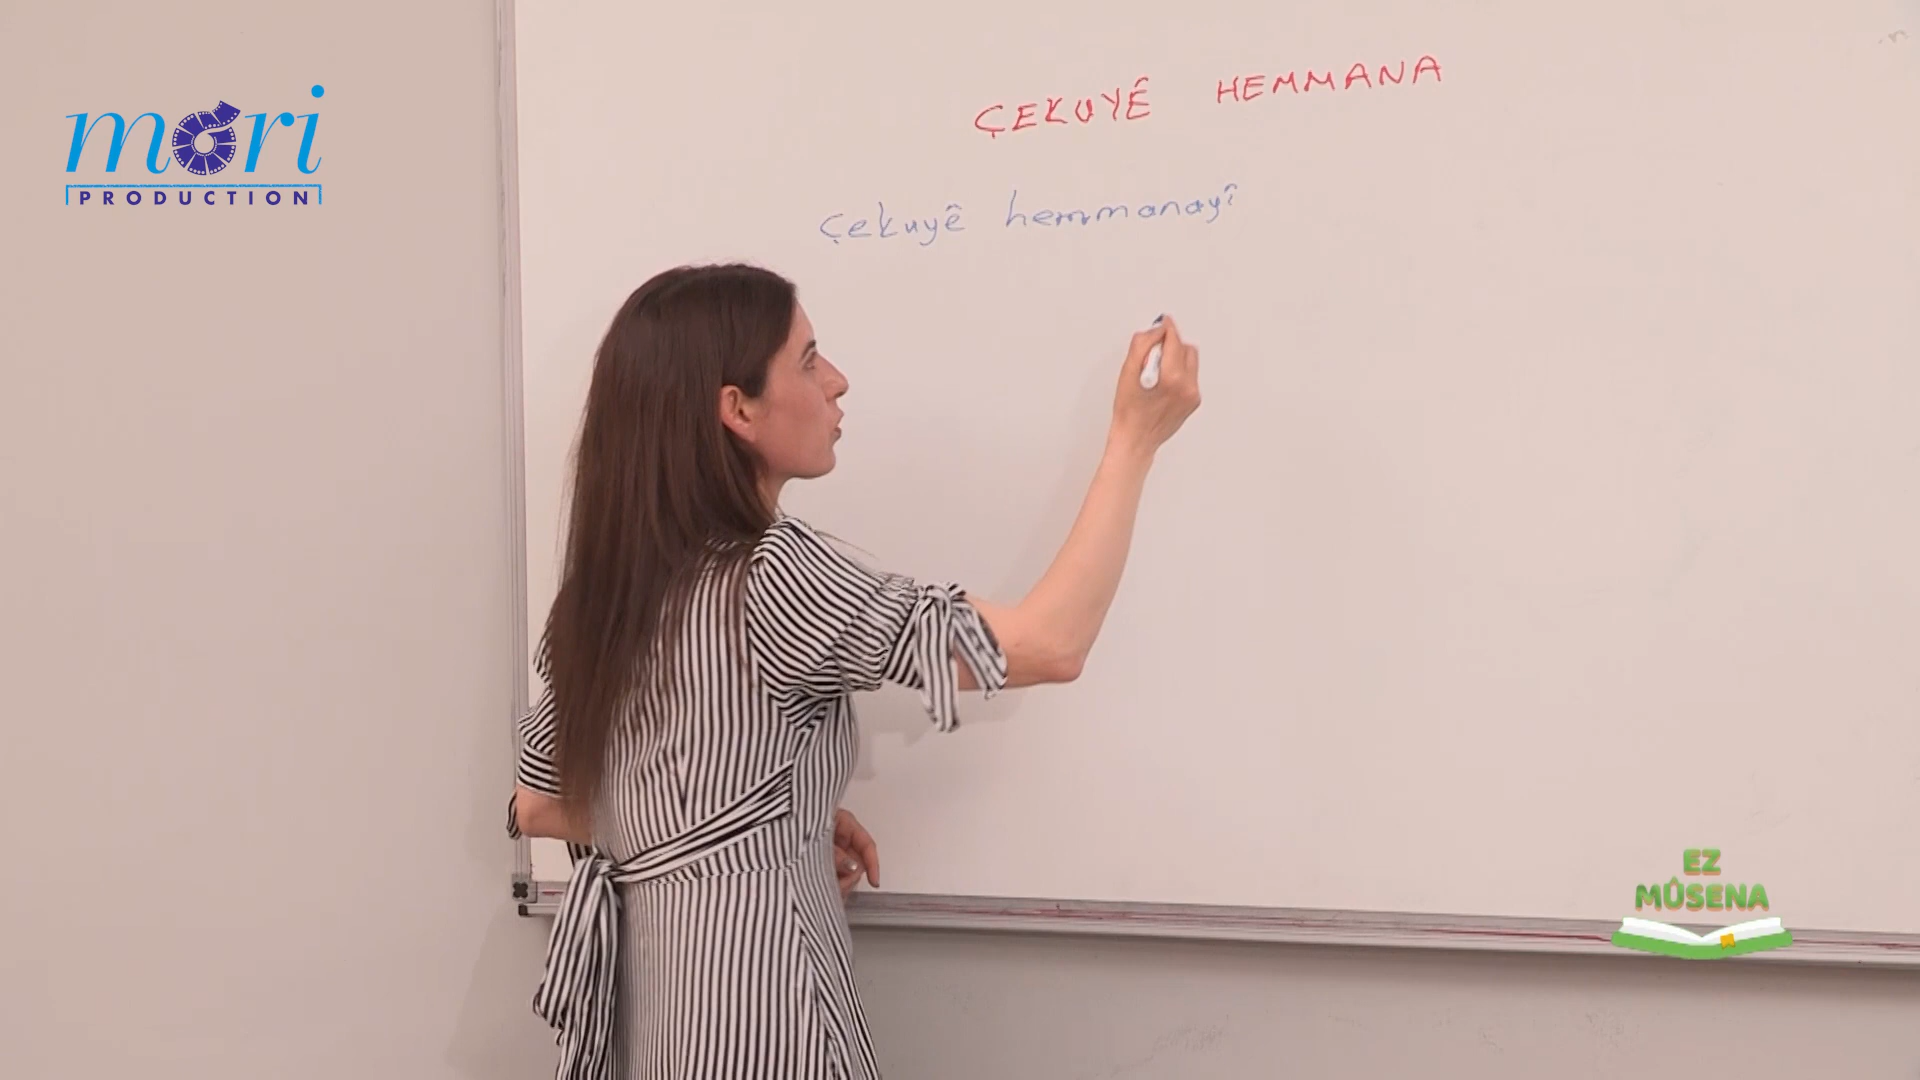 mori
PRODUCTION
ÇEKUYÊ HEMMANA
Çekuyê hemmanayî
EZ
MÛSENA